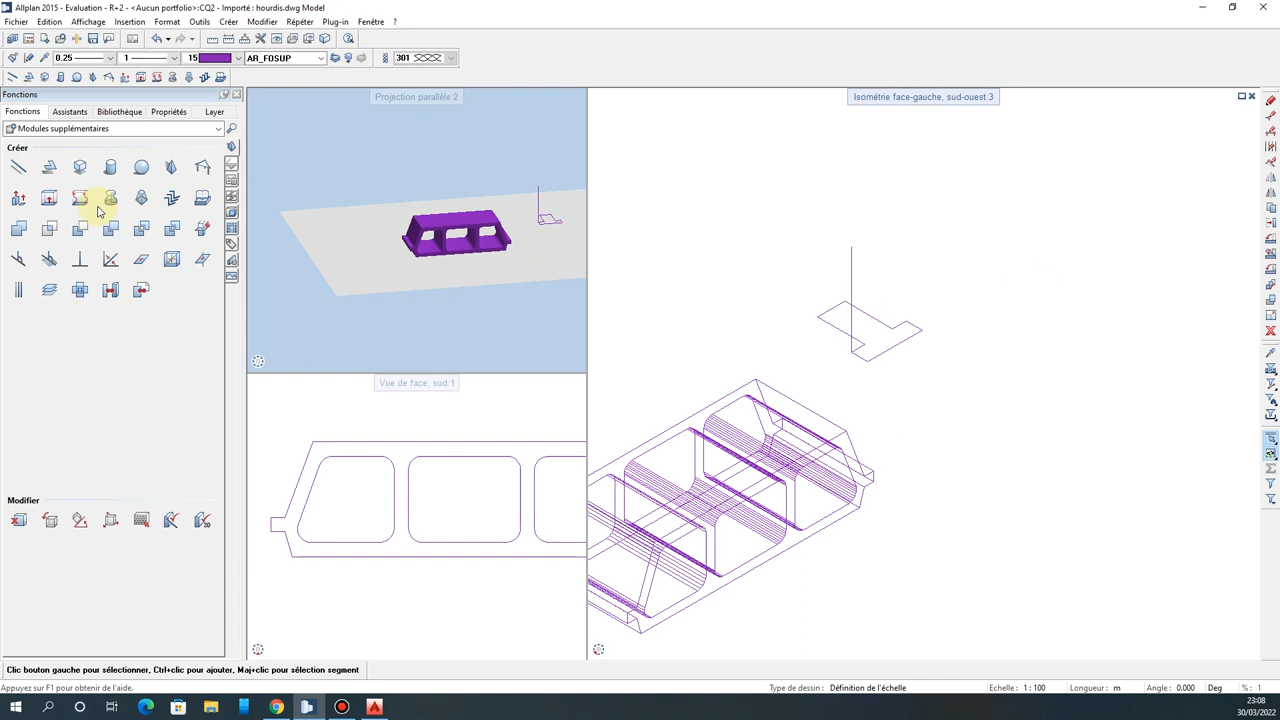 Allplan 2015 - Evaluation - R+2 - <Aucun portfolio>:CQ2 - Importé : hourdis.dwg Model
Fichier Edition Affichage Insertion Format Outils Créer Modifier Répéter Plug-in Fenêtre ?
0.25 1 15 AR_FOSUP 301
Fonctions
Fonctions Assistants Bibliothèque Propriétés Layer
Modules supplémentaires
Créer
Modifier
Projection parallèle:2
Isométrie face-gauche, sud-ouest:3
Vue de face, sud:1
Clic bouton gauche pour sélectionner, Ctrl+clic pour ajouter, Maj+clic pour sélection segment
Appuyez sur F1 pour obtenir de l'aide. Type de dessin : Définition de l'échelle Echelle : 1 : 100 Longueur : m Angle : 0.000 Deg % : 1
23:08
30/03/2022